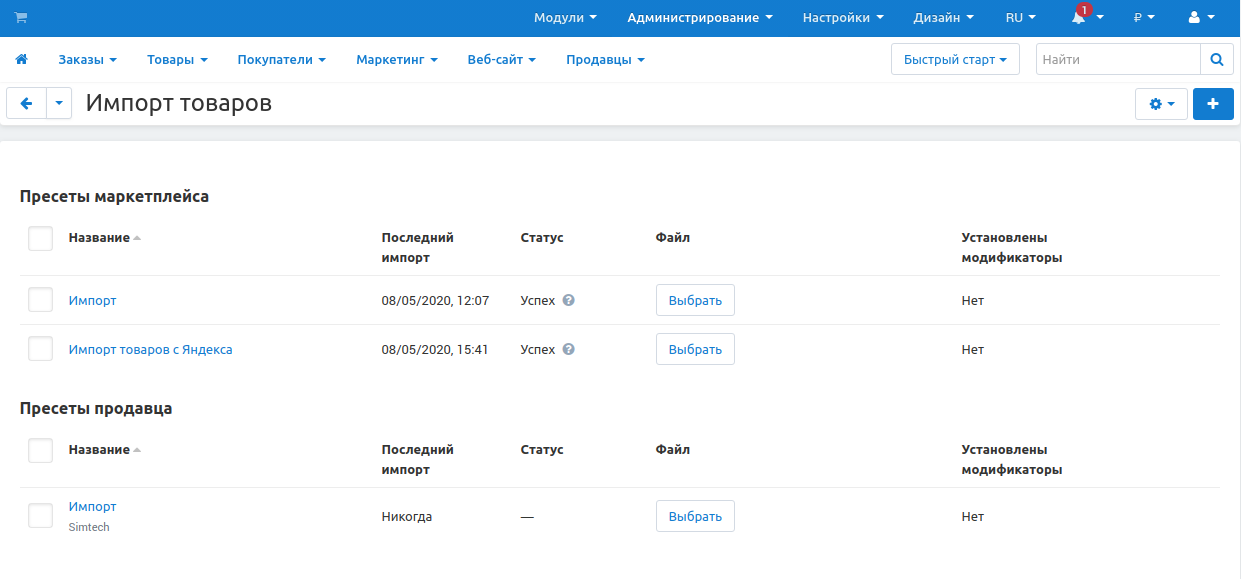 Модули Администрирование Настройки Дизайн RU 1 ₽
Заказы Товары Покупатели Маркетинг Веб-сайт Продавцы Быстрый старт Найти
Импорт товаров
Пресеты маркетплейса
Название Последний импорт Статус Файл Установлены модификаторы
Импорт 08/05/2020, 12:07 Успех ? Выбрать Нет
Импорт товаров с Яндекса 08/05/2020, 15:41 Успех ? Выбрать Нет
Пресеты продавца
Название Последний импорт Статус Файл Установлены модификаторы
Импорт
Simtech
Никогда — Выбрать Нет